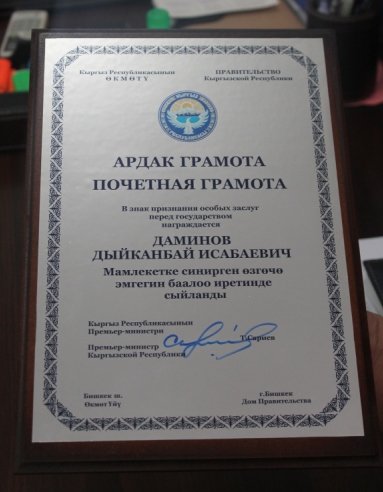 Кыргыз Республикасынын ПРАВИТЕЛЬСТВО
ӨКМӨТҮ Кыргызской Республики
АРДАК ГРАМОТА
ПОЧЕТНАЯ ГРАМОТА
В знак признания особых заслуг
перед государством
награждается
ДАМИНОВ
ДЫЙКАНБАЙ ИСАБАЕВИЧ
Мамлекетке синирген өзгөчө
эмгегин баалоо иретинде
сыйланды
Кыргыз Республикасынын
Премьер-министри
Т.Сариев
Премьер-министр
Кыргызской Республики
Бишкек ш. г.Бишкек
Өкмөт Үйү Дом Правительства